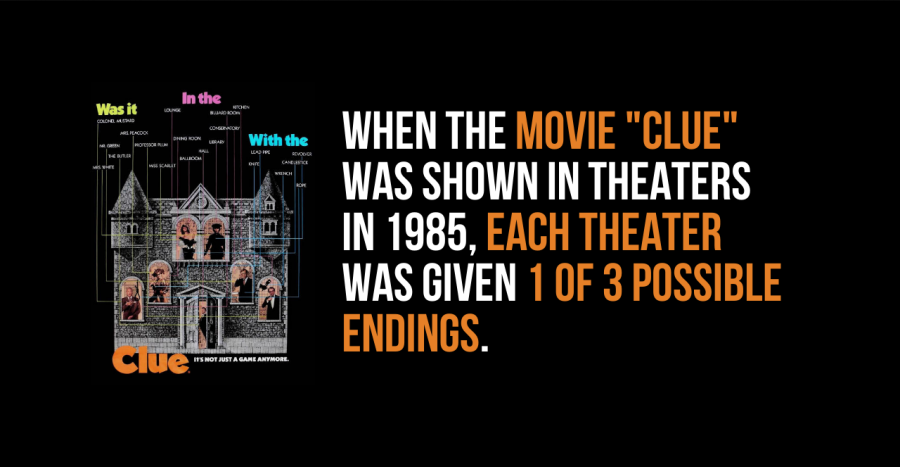 Was it
In the
With the
COLONEL MUSTARD
MRS. PEACOCK
MR. GREEN
PROFESSOR PLUM
THE BUTLER
MRS. WHITE
MISS SCARLET
LOUNGE
KITCHEN
BILLIARD ROOM
CONSERVATORY
DINING ROOM
LIBRARY
HALL
BALLROOM
LEAD PIPE
REVOLVER
KNIFE
CANDLESTICK
WRENCH
ROPE
Clue
IT'S NOT JUST A GAME ANYMORE.
WHEN THE MOVIE "CLUE"
WAS SHOWN IN THEATERS
IN 1985, EACH THEATER
WAS GIVEN 1 OF 3 POSSIBLE
ENDINGS.